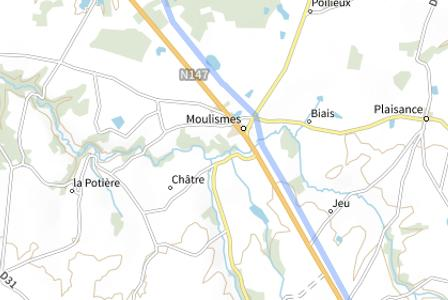 Poilieux
D
N147
Moulismes
Biais
Plaisance
la Potière
Châtre
Jeu
D31